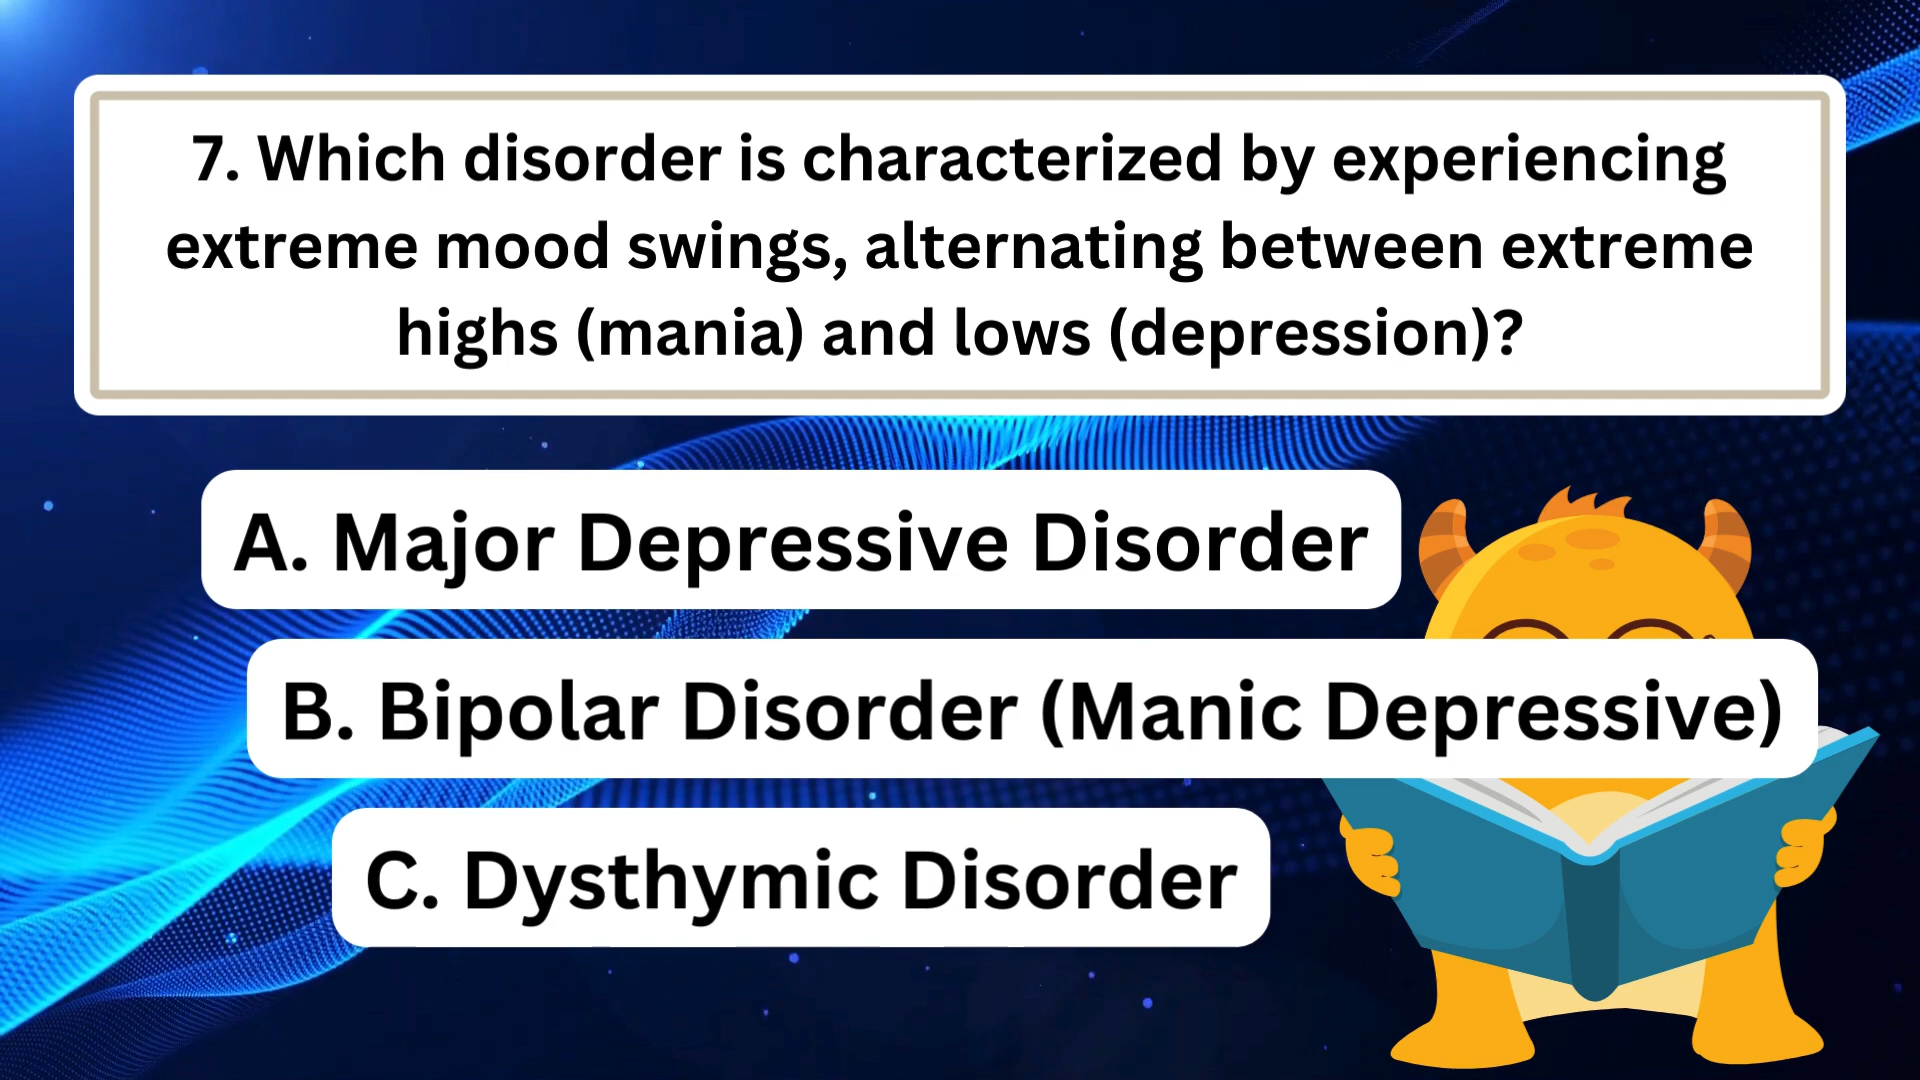 7. Which disorder is characterized by experiencing
extreme mood swings, alternating between extreme
highs (mania) and lows (depression)?
A. Major Depressive Disorder
B. Bipolar Disorder (Manic Depressive)
C. Dysthymic Disorder